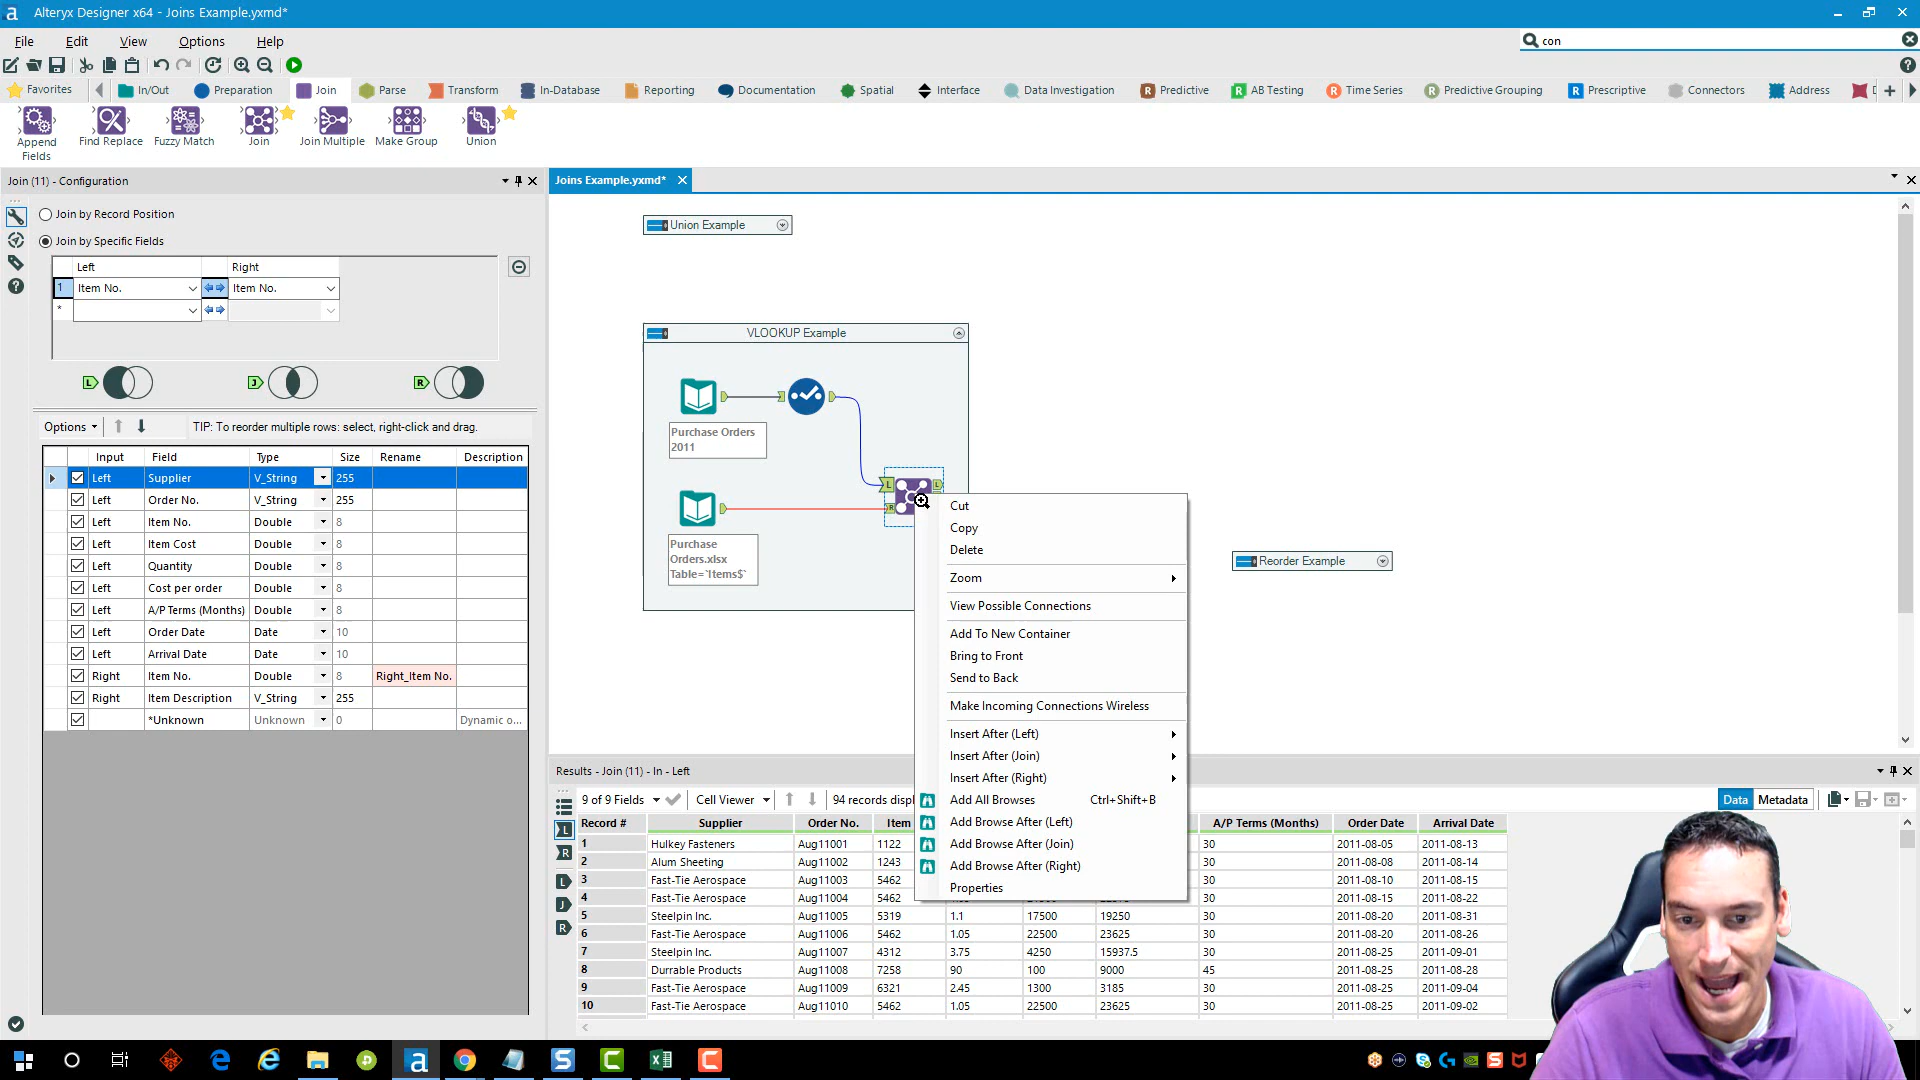 Alteryx Designer x64 - Joins Example.yxmd*
File Edit View Options Help
con
Favorites In/Out Preparation Join Parse Transform In-Database Reporting Documentation Spatial Interface Data Investigation Predictive AB Testing Time Series Predictive Grouping Prescriptive Connectors Address
Append Fields
Find Replace
Fuzzy Match
Join
Join Multiple
Make Group
Union
Join (11) - Configuration
Joins Example.yxmd*
Join by Record Position
Join by Specific Fields
Left Right
1 Item No. Item No.
*
L J R
Options TIP: To reorder multiple rows: select, right-click and drag.
Input Field Type Size Rename Description
Left Supplier V_String 255
Left Order No. V_String 255
Left Item No. Double 8
Left Item Cost Double 8
Left Quantity Double 8
Left Cost per order Double 8
Left A/P Terms (Months) Double 8
Left Order Date Date 10
Left Arrival Date Date 10
Right Item No. Double 8 Right_Item No.
Right Item Description V_String 255
*Unknown Unknown 0 Dynamic o...
Union Example
VLOOKUP Example
Purchase Orders
2011
Purchase
Orders.xlsx
Table=`Items$`
L L
R
Reorder Example
Cut
Copy
Delete
Zoom
View Possible Connections
Add To New Container
Bring to Front
Send to Back
Make Incoming Connections Wireless
Insert After (Left)
Insert After (Join)
Insert After (Right)
Add All Browses Ctrl+Shift+B
Add Browse After (Left)
Add Browse After (Join)
Add Browse After (Right)
Properties
Results - Join (11) - In - Left
9 of 9 Fields Cell Viewer 94 records displ Data Metadata
L
R
L
J
R
Record # Supplier Order No. Item A/P Terms (Months) Order Date Arrival Date
1 Hulkey Fasteners Aug11001 1122 30 2011-08-05 2011-08-13
2 Alum Sheeting Aug11002 1243 30 2011-08-08 2011-08-14
3 Fast-Tie Aerospace Aug11003 5462 30 2011-08-10 2011-08-15
4 Fast-Tie Aerospace Aug11004 5462 30 2011-08-15 2011-08-22
5 Steelpin Inc. Aug11005 5319 1.1 17500 19250 30 2011-08-20 2011-08-31
6 Fast-Tie Aerospace Aug11006 5462 1.05 22500 23625 30 2011-08-20 2011-08-26
7 Steelpin Inc. Aug11007 4312 3.75 4250 15937.5 30 2011-08-25 2011-09-01
8 Durrable Products Aug11008 7258 90 100 9000 45 2011-08-25 2011-08-28
9 Fast-Tie Aerospace Aug11009 6321 2.45 1300 3185 30 2011-08-25 2011-09-04
10 Fast-Tie Aerospace Aug11010 5462 1.05 22500 23625 30 2011-08-25 2011-09-02